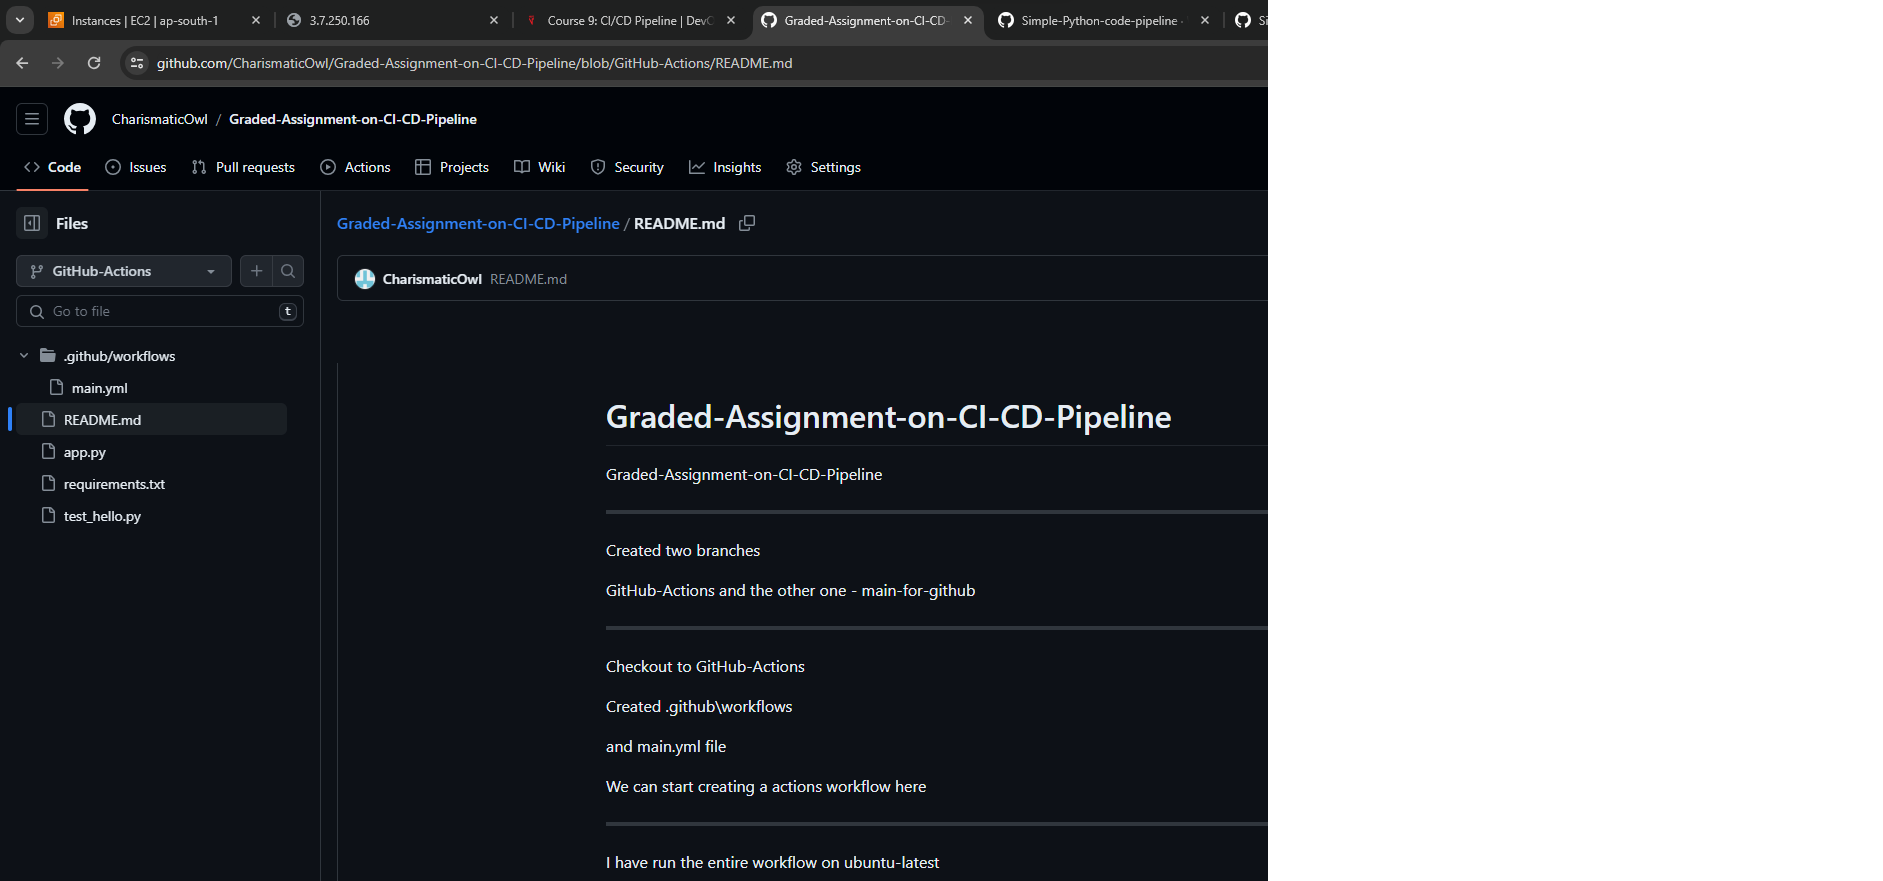 Instances | EC2 | ap-south-1
3.7.250.166
Course 9: CI/CD Pipeline | DevO
Graded-Assignment-on-CI-CD-
Simple-Python-code-pipeline
Si
github.com/CharismaticOwl/Graded-Assignment-on-CI-CD-Pipeline/blob/GitHub-Actions/README.md
CharismaticOwl / Graded-Assignment-on-CI-CD-Pipeline
Code Issues Pull requests Actions Projects Wiki Security Insights Settings
Files
GitHub-Actions
Go to file t
.github/workflows
main.yml
README.md
app.py
requirements.txt
test_hello.py
Graded-Assignment-on-CI-CD-Pipeline / README.md
CharismaticOwl README.md
Graded-Assignment-on-CI-CD-Pipeline
Graded-Assignment-on-CI-CD-Pipeline
Created two branches
GitHub-Actions and the other one - main-for-github
Checkout to GitHub-Actions
Created .github\workflows
and main.yml file
We can start creating a actions workflow here
I have run the entire workflow on ubuntu-latest